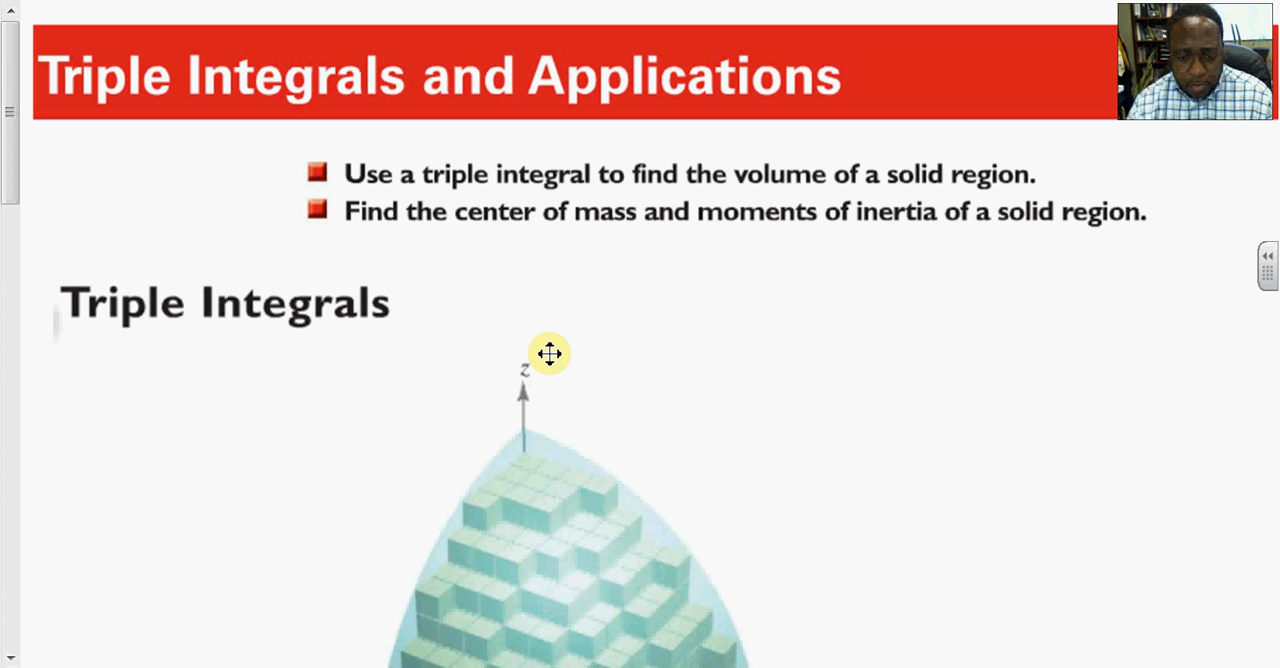 Triple Integrals and Applications
Use a triple integral to find the volume of a solid region.
Find the center of mass and moments of inertia of a solid region.
Triple Integrals
z